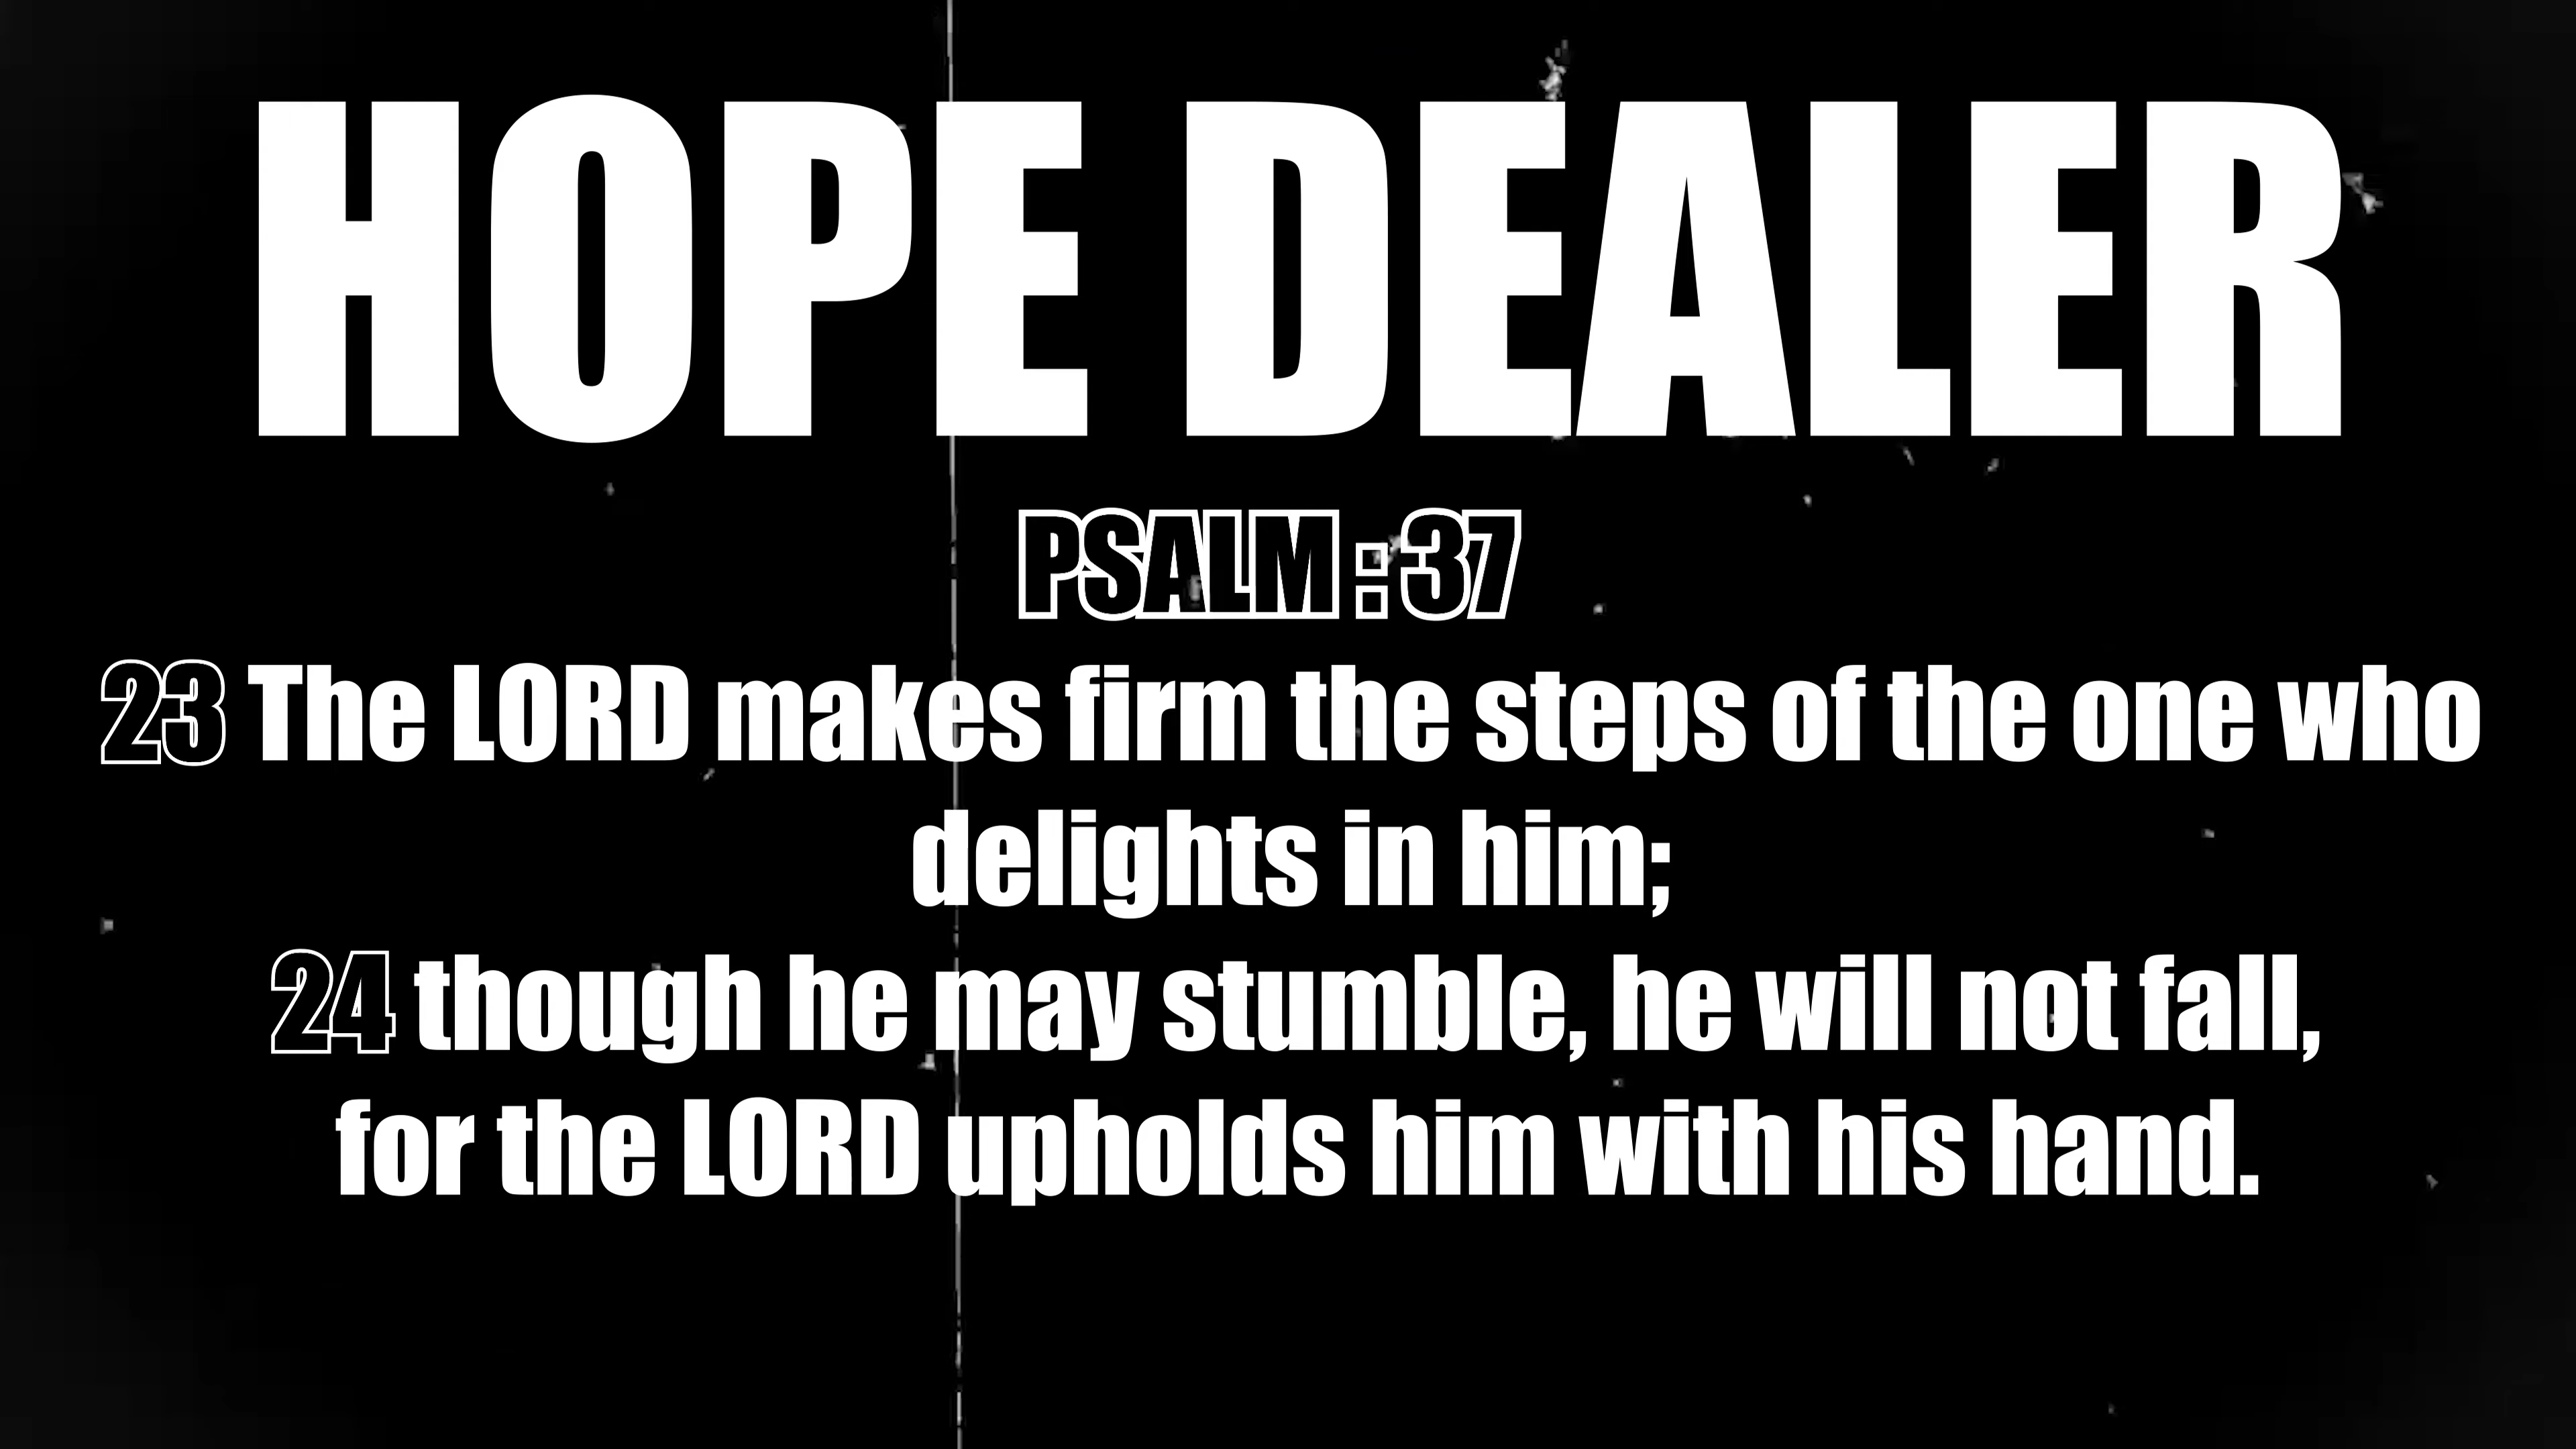 HOPE DEALER
PSALM : 37
23 The LORD makes firm the steps of the one who
delights in him;
24 though he may stumble, he will not fall,
for the LORD upholds him with his hand.